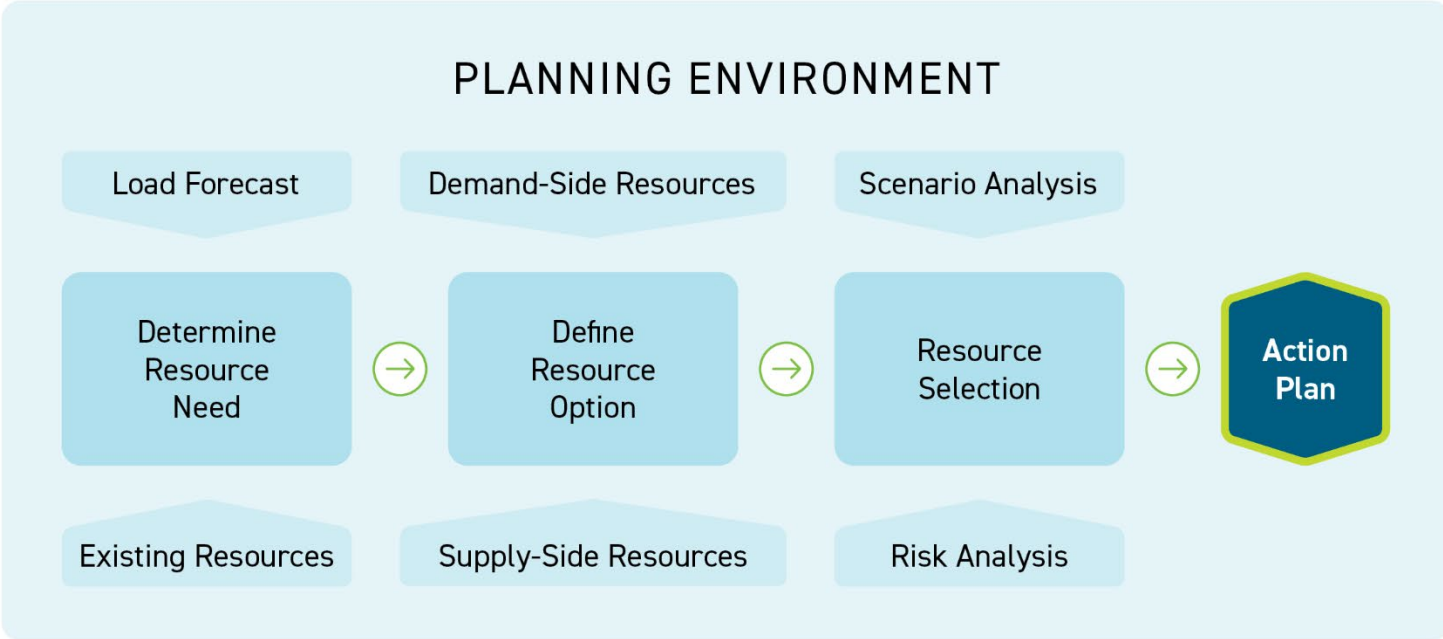 PLANNING ENVIRONMENT
Load Forecast
Demand-Side Resources
Scenario Analysis
Determine
Resource
Need
Define
Resource
Option
Resource
Selection
Action
Plan
Existing Resources
Supply-Side Resources
Risk Analysis